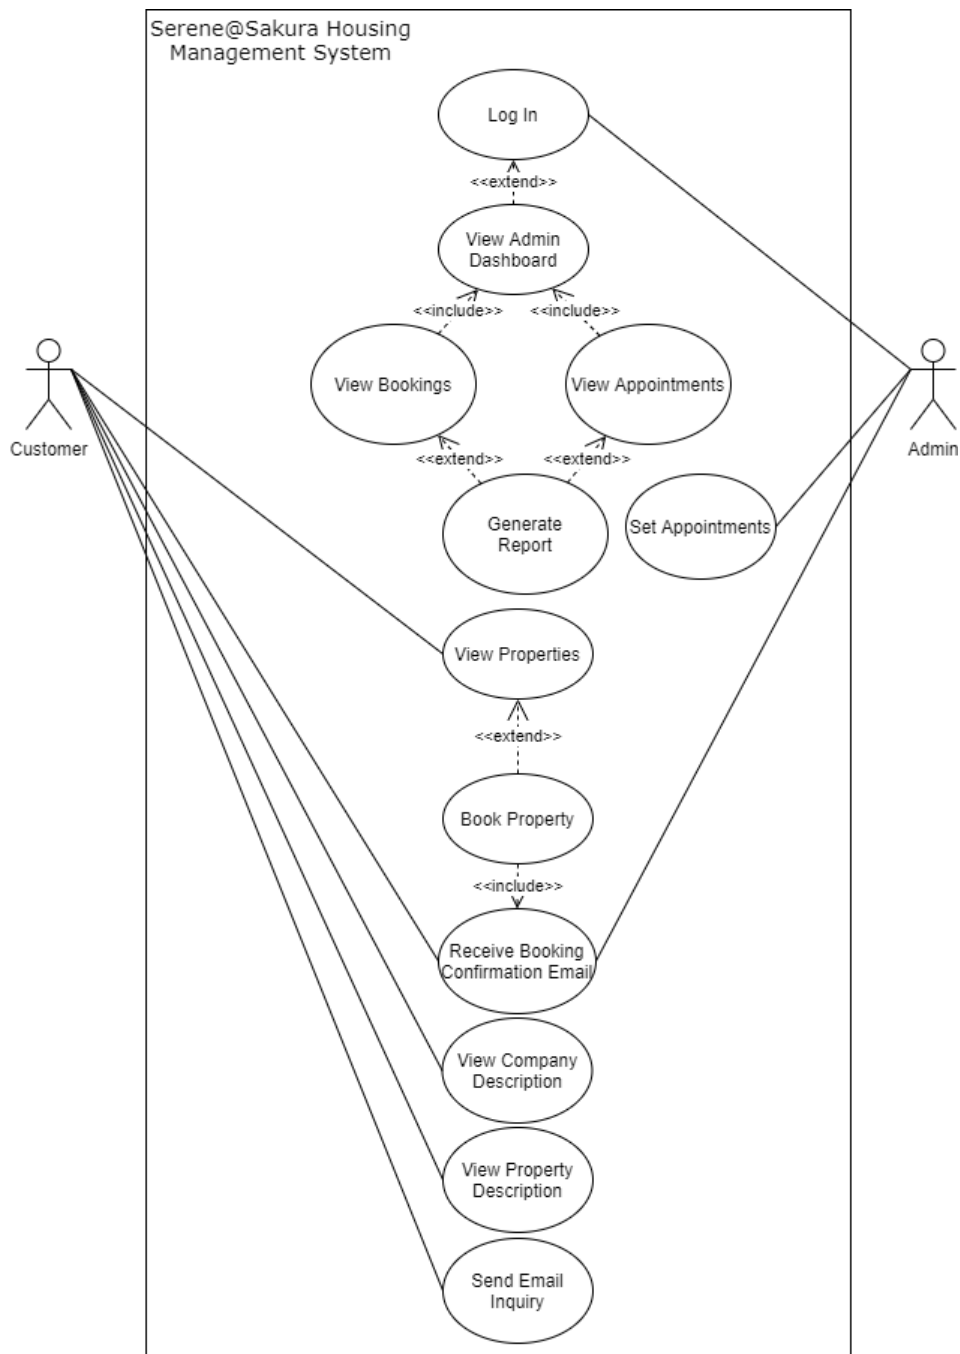 Serene@Sakura Housing
Management System
Log In
<<extend>>
View Admin
Dashboard
<<include>>
<<include>>
View Bookings
View Appointments
Customer
Admin
<<extend>>
<<extend>>
Generate
Report
Set Appointments
View Properties
<<extend>>
Book Property
<<include>>
Receive Booking
Confirmation Email
View Company
Description
View Property
Description
Send Email
Inquiry